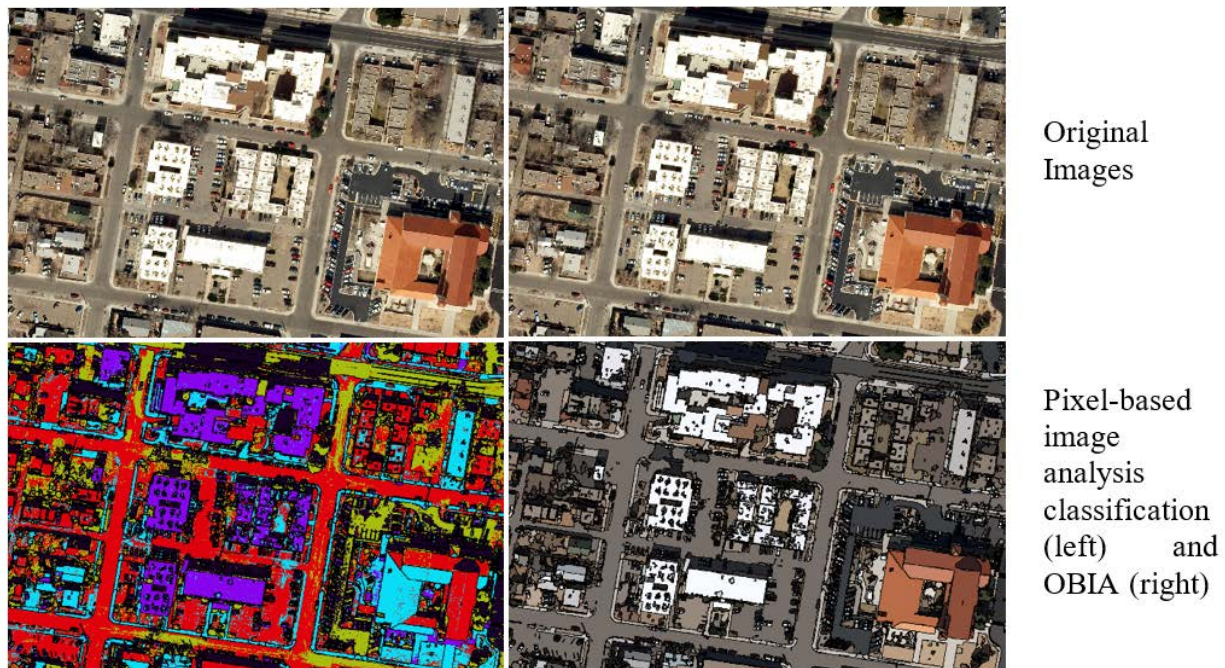 Original
Images
Pixel-based
image
analysis
classification
(left) and
OBIA (right)